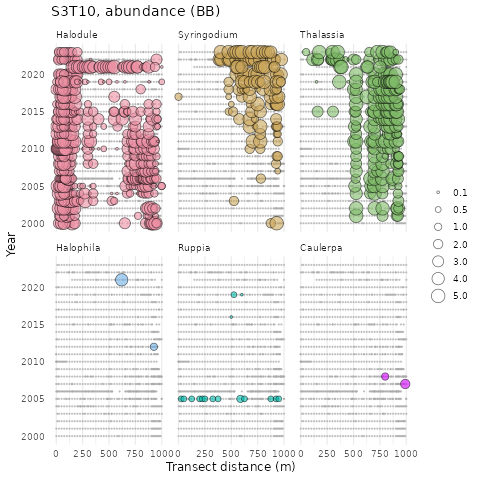 S3T10, abundance (BB)
Halodule Syringodium Thalassia
2020
2015
2010
2005
2000
Halophila Ruppia Caulerpa
2020
2015
2010
2005
2000
0 250 500 750 1000 0 250 500 750 1000 0 250 500 750 1000
Transect distance (m)
Year
0.1
0.5
1.0
2.0
3.0
4.0
5.0